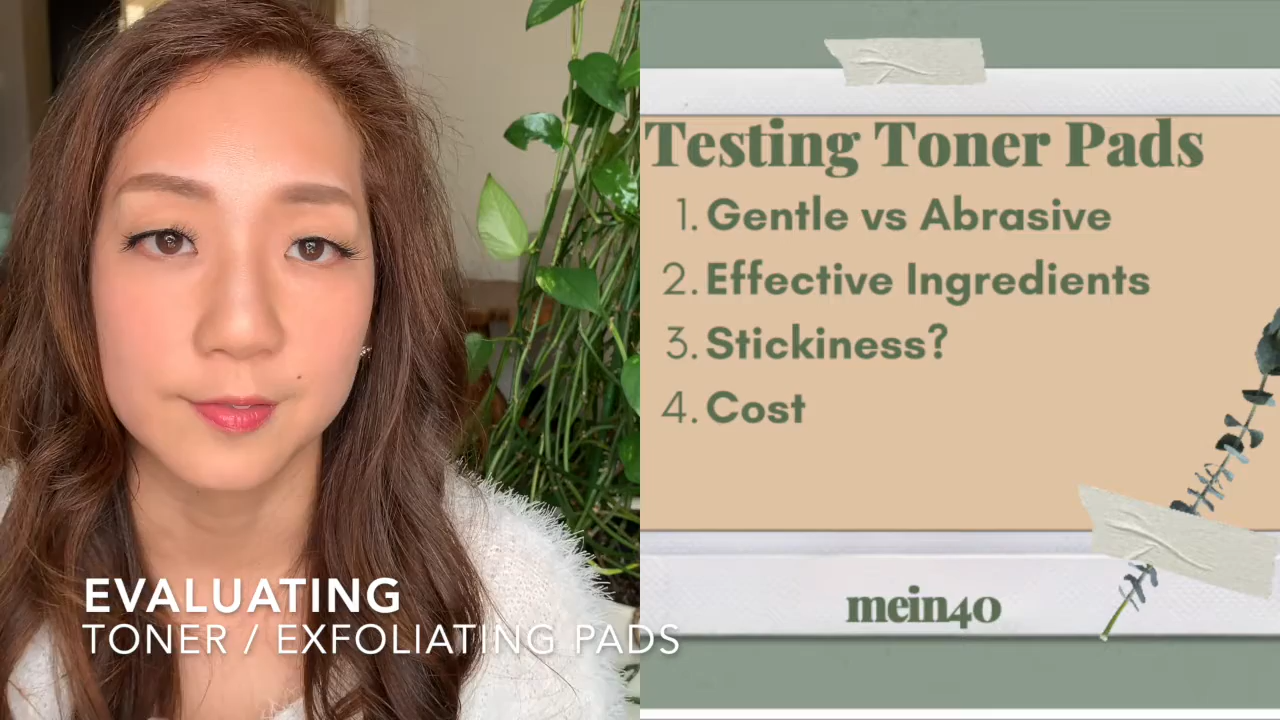 Testing Toner Pads
1. Gentle vs Abrasive
2. Effective Ingredients
3. Stickiness?
4. Cost
mein40
EVALUATING
TONER / EXFOLIATING PADS